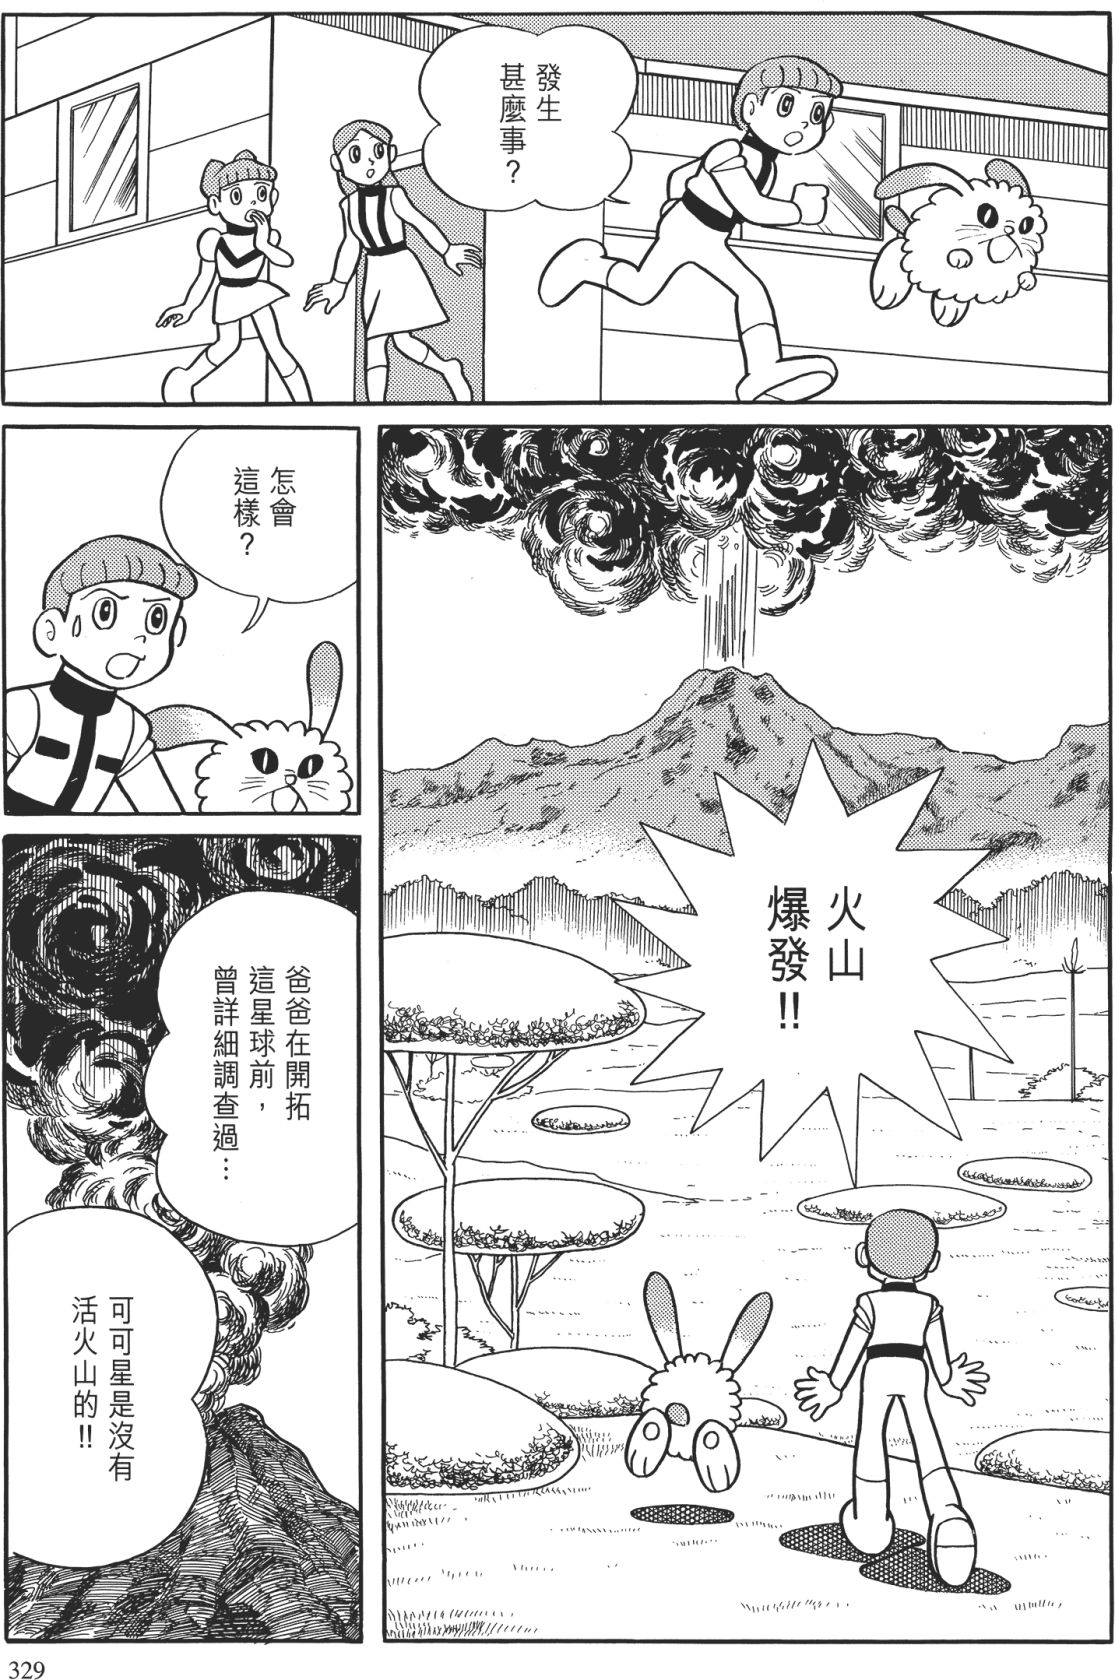 發生
甚麼事？
火山
爆發!!
怎會
這樣？
爸爸在開拓
這星球前，
曾詳細調查過…
可可星是沒有
活火山的!!
329